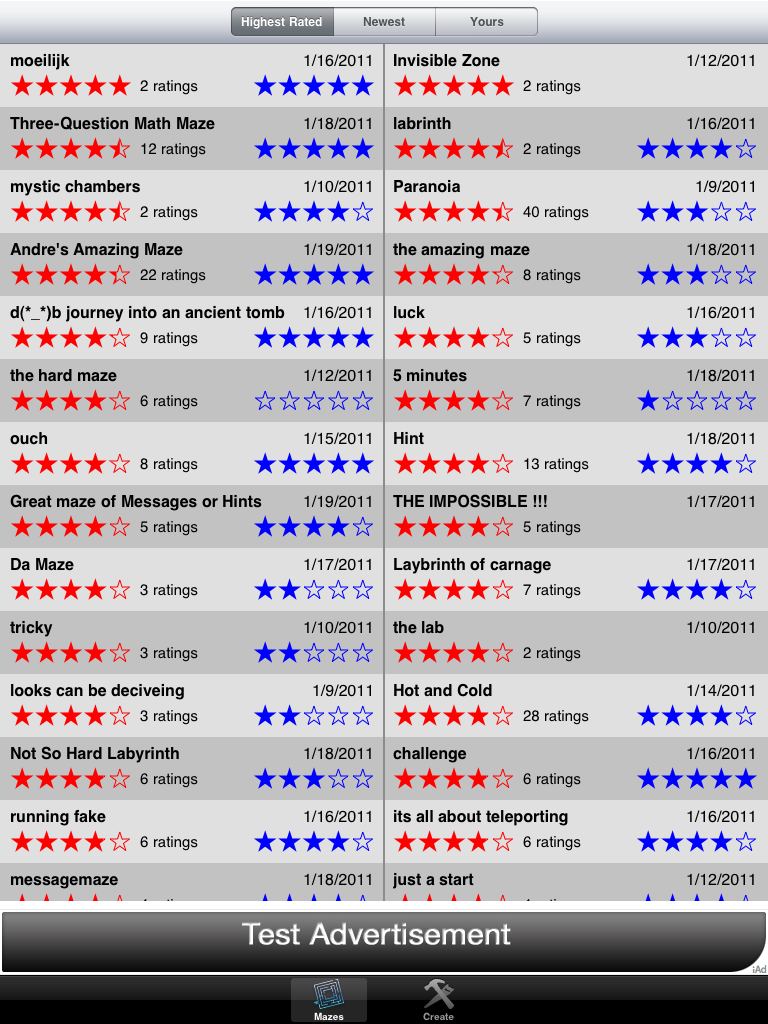 Highest Rated Newest Yours
moeilijk 1/16/2011 Invisible Zone 1/12/2011
2 ratings 2 ratings
Three-Question Math Maze 1/18/2011 labrinth 1/16/2011
12 ratings 2 ratings
mystic chambers 1/10/2011 Paranoia 1/9/2011
2 ratings 40 ratings
Andre's Amazing Maze 1/19/2011 the amazing maze 1/18/2011
22 ratings 8 ratings
d(*_*)b journey into an ancient tomb 1/16/2011 luck 1/16/2011
9 ratings 5 ratings
the hard maze 1/12/2011 5 minutes 1/18/2011
6 ratings 7 ratings
ouch 1/15/2011 Hint 1/18/2011
8 ratings 13 ratings
Great maze of Messages or Hints 1/19/2011 THE IMPOSSIBLE !!! 1/17/2011
5 ratings 5 ratings
Da Maze 1/17/2011 Laybrinth of carnage 1/17/2011
3 ratings 7 ratings
tricky 1/10/2011 the lab 1/10/2011
3 ratings 2 ratings
looks can be deciveing 1/9/2011 Hot and Cold 1/14/2011
3 ratings 28 ratings
Not So Hard Labyrinth 1/18/2011 challenge 1/16/2011
6 ratings 6 ratings
running fake 1/16/2011 its all about teleporting 1/16/2011
6 ratings 6 ratings
messagemaze 1/18/2011 just a start 1/12/2011
Test Advertisement
iAd
Mazes Create